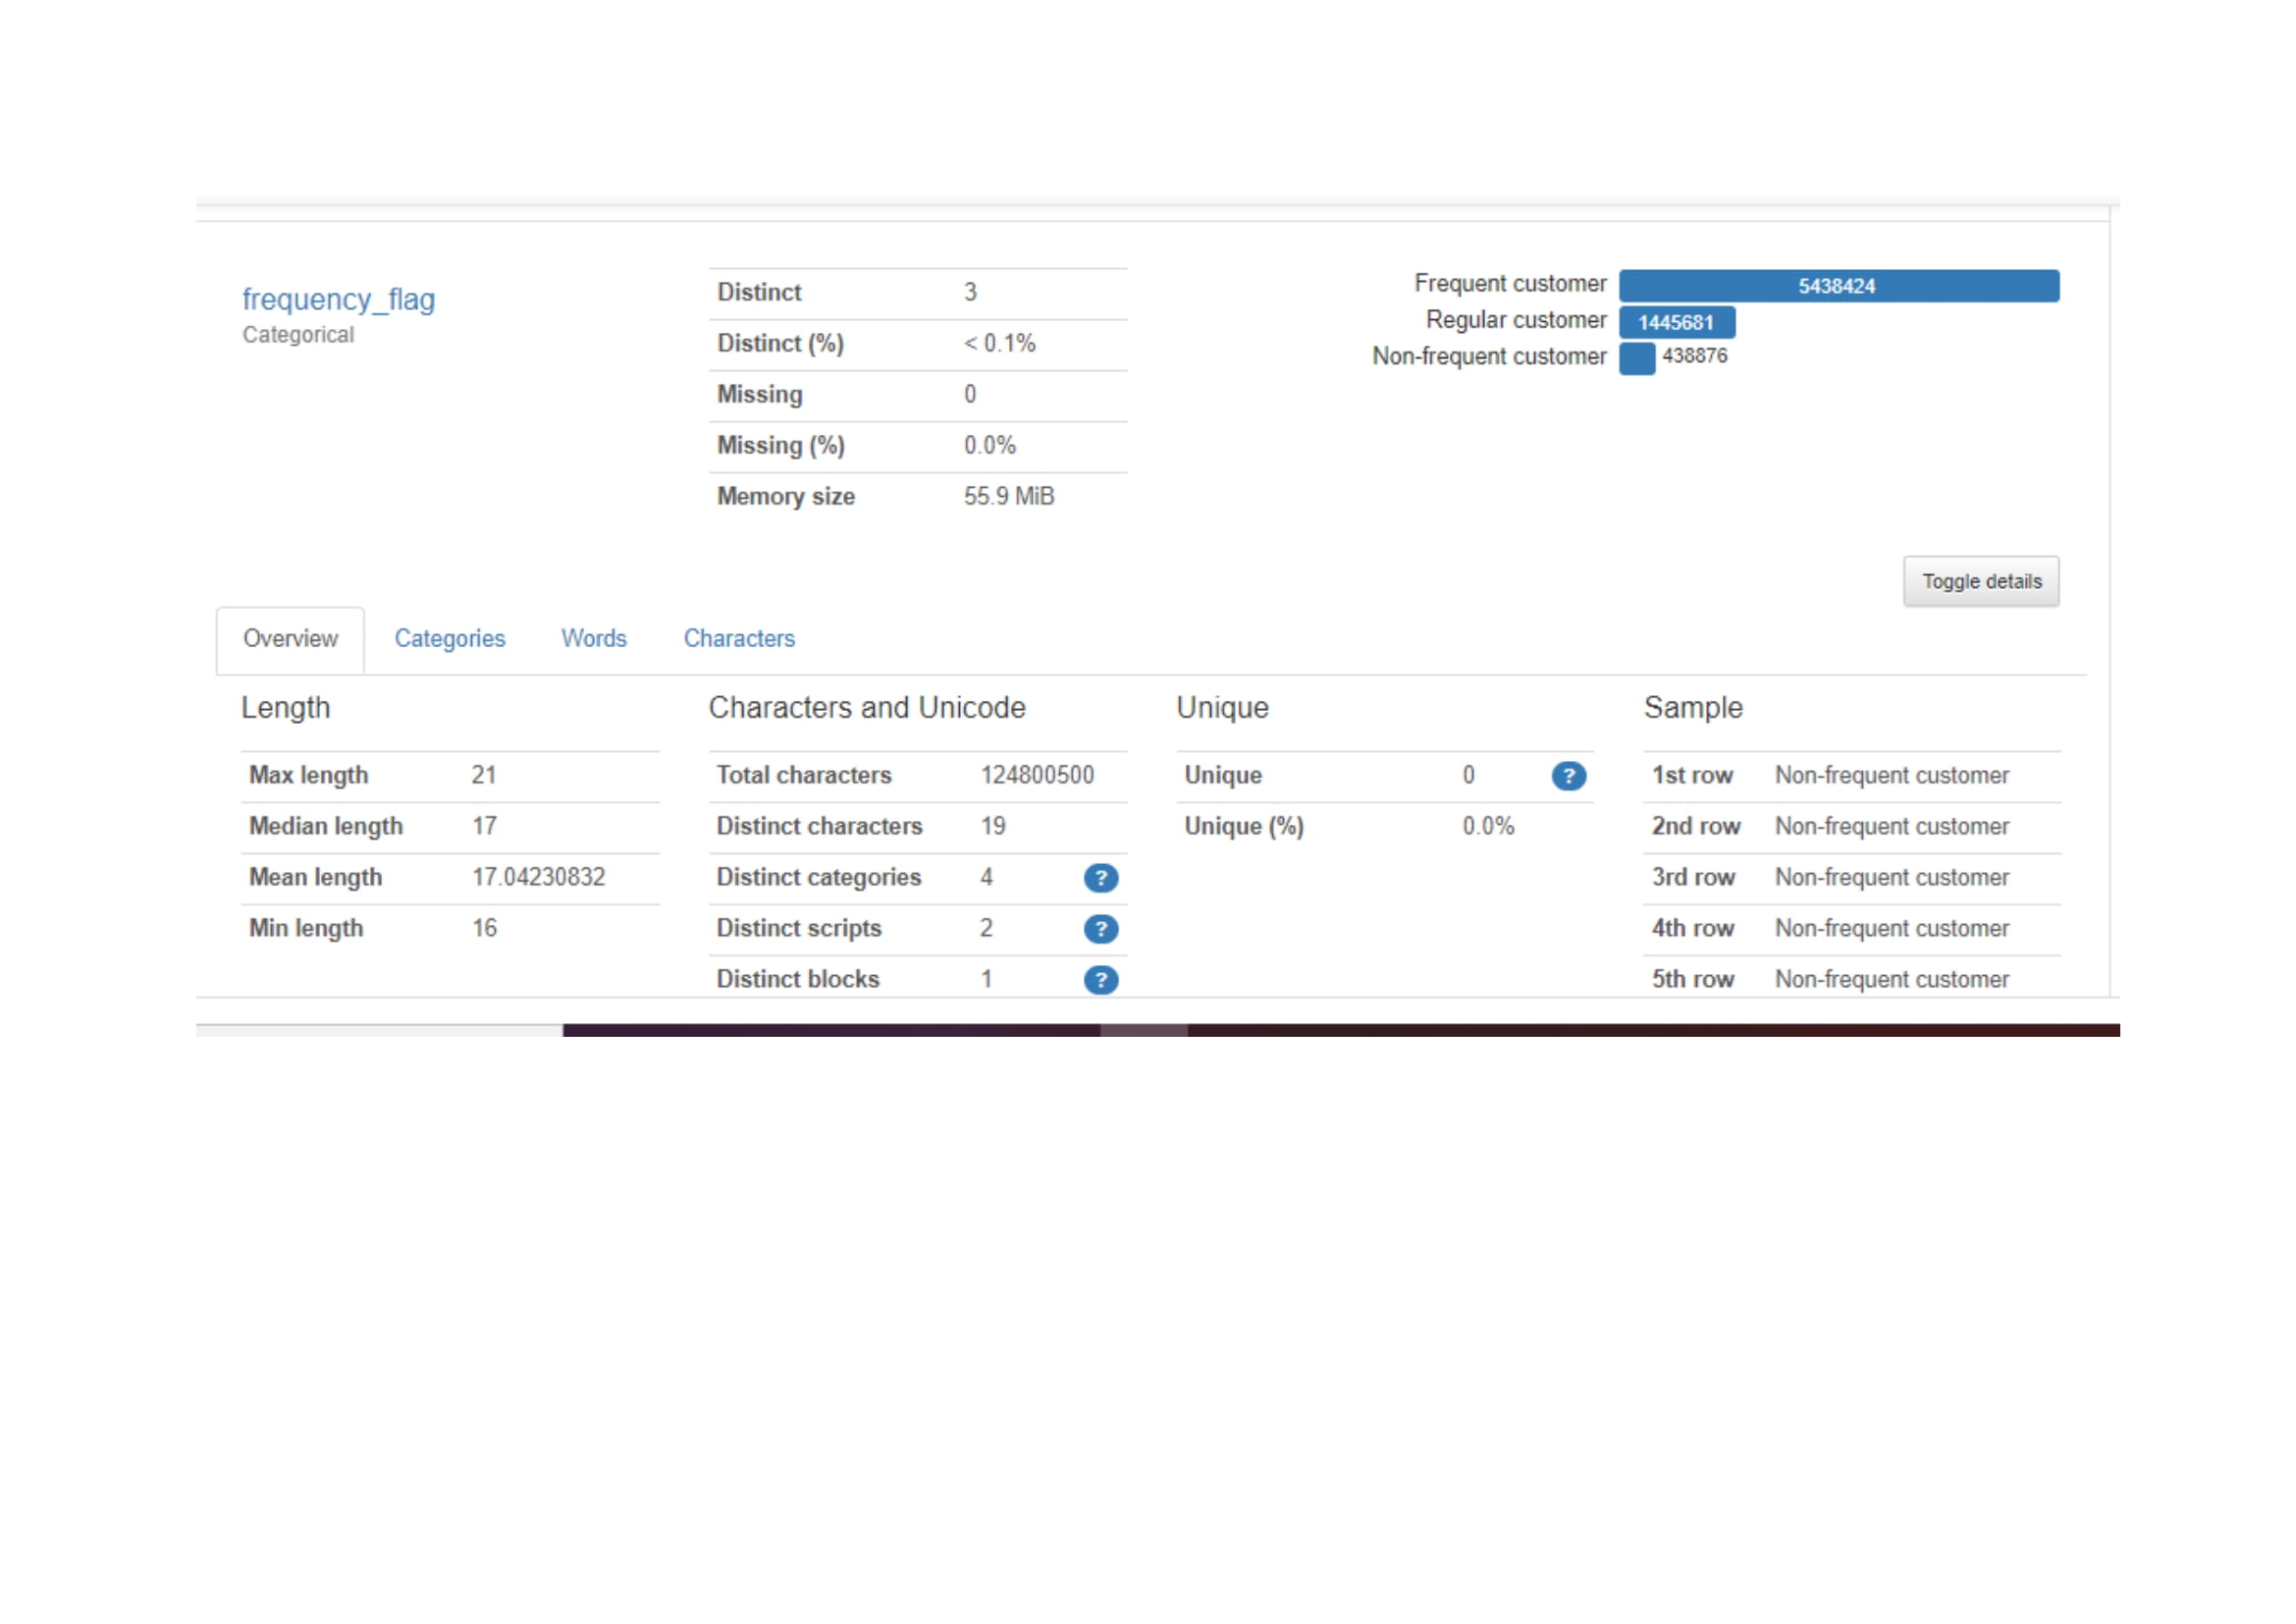 frequency_flag
Categorical
Distinct 3
Distinct (%) < 0.1%
Missing 0
Missing (%) 0.0%
Memory size 55.9 MiB
Frequent customer 5438424
Regular customer 1445681
Non-frequent customer 438876
Toggle details
Overview Categories Words Characters
Length
Max length 21
Median length 17
Mean length 17.04230832
Min length 16
Characters and Unicode
Total characters 124800500
Distinct characters 19
Distinct categories 4 ?
Distinct scripts 2 ?
Distinct blocks 1 ?
Unique
Unique 0 ?
Unique (%) 0.0%
Sample
1st row Non-frequent customer
2nd row Non-frequent customer
3rd row Non-frequent customer
4th row Non-frequent customer
5th row Non-frequent customer